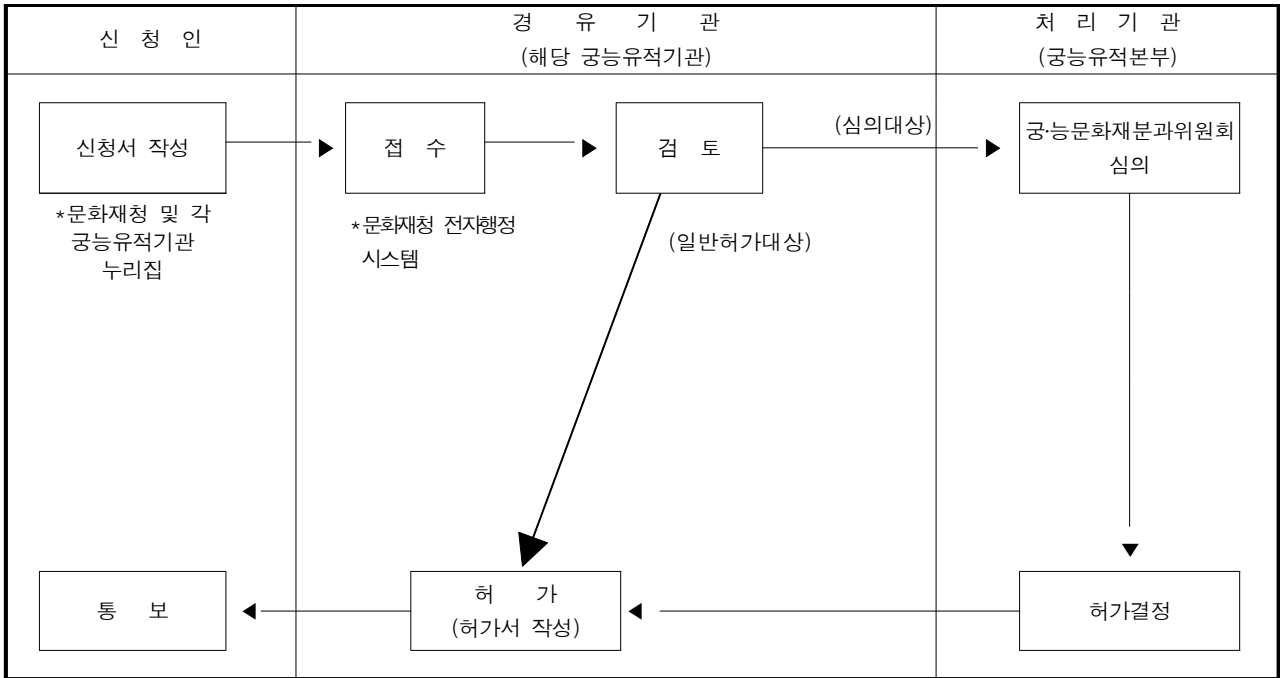 신 청 인
경 유 기 관
(해당 궁능유적기관)
처 리 기 관
(궁능유적본부)
신청서 작성
*문화재청 및 각
궁능유적기관
누리집
접 수
*문화재청 전자행정
시스템
검 토
(심의대상)
(일반허가대상)
궁·능문화재분과위원회
심의
통 보
허 가
(허가서 작성)
허가결정